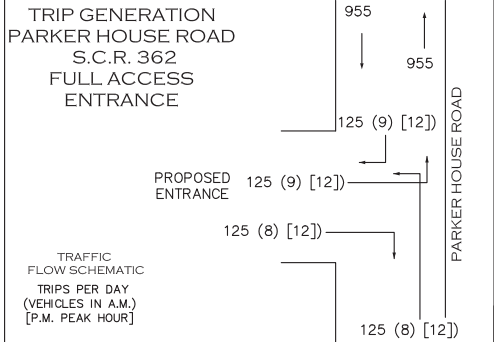 TRIP GENERATION
PARKER HOUSE ROAD
S.C.R. 362
FULL ACCESS
ENTRANCE
955
955
125 (9) [12])
PROPOSED
ENTRANCE
125 (9) [12])
125 (8) [12])
PARKER HOUSE ROAD
TRAFFIC
FLOW SCHEMATIC
TRIPS PER DAY
(VEHICLES IN A.M.)
[P.M. PEAK HOUR]
125 (8) [12])